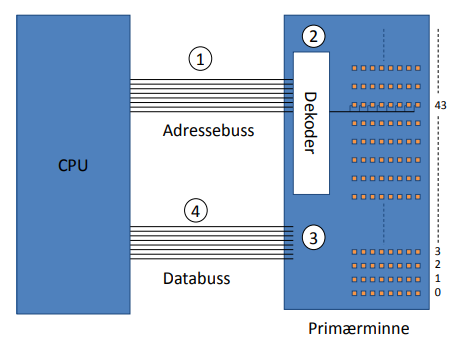 1
2
Adressebuss
Dekoder
43
CPU
4
3
Databuss
3
2
1
0
Primærminne